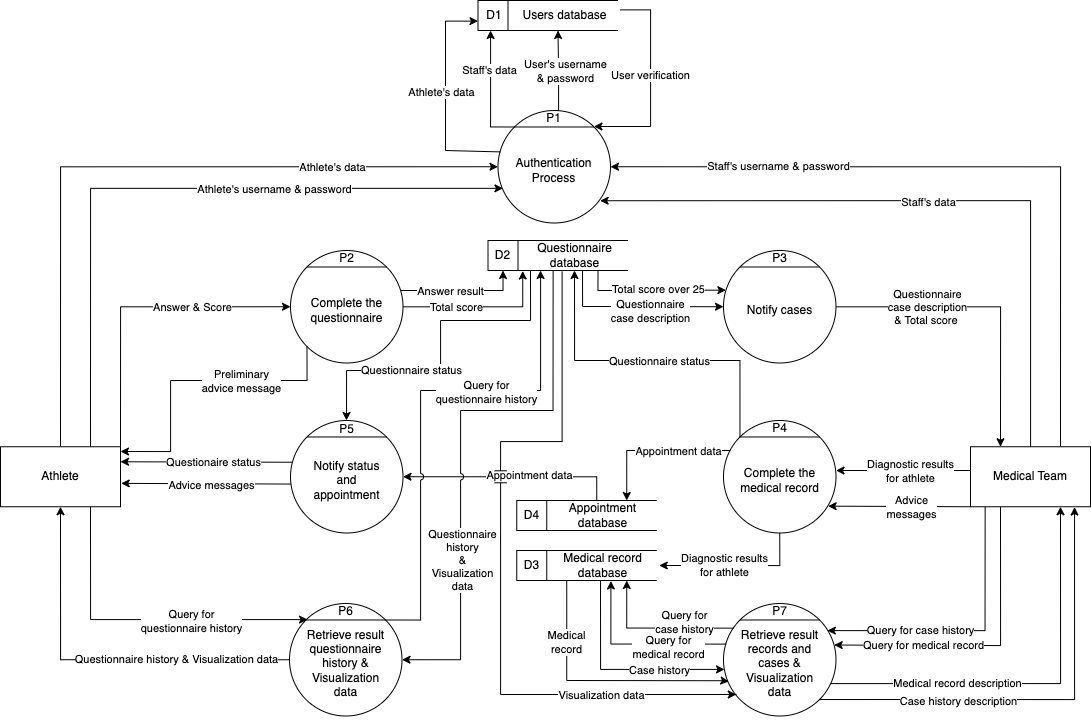 D1
Users database
Staff's data
User's username
& password
User verification
Athlete's data
P1
Authentication
Process
Athlete's data
Athlete's username & password
Staff's username & password
Staff's data
D2
Questionnaire
database
P2
Complete the
questionnaire
Answer result
Total score
Answer & Score
Preliminary
advice message
P3
Notify cases
Total score over 25
Questionnaire
case description
Questionnaire
case description
& Total score
Questionnaire status
Questionnaire status
Query for
questionnaire history
P5
Notify status
and
appointment
Appointment data
Appointment data
P4
Complete the
medical record
Athlete
Questionaire status
Advice messages
Medical Team
Diagnostic results
for athlete
Advice
messages
D4
Appointment
database
D3
Medical record
database
Diagnostic results
for athlete
Questionnaire
history
&
Visualization
data
P6
Retrieve result
questionnaire
history &
Visualization
data
Query for
questionnaire history
Questionnaire history & Visualization data
P7
Retrieve result
records and
cases &
Visualization
data
Query for
case history
Query for
medical record
Medical
record
Case history
Visualization data
Query for case history
Query for medical record
Medical record description
Case history description